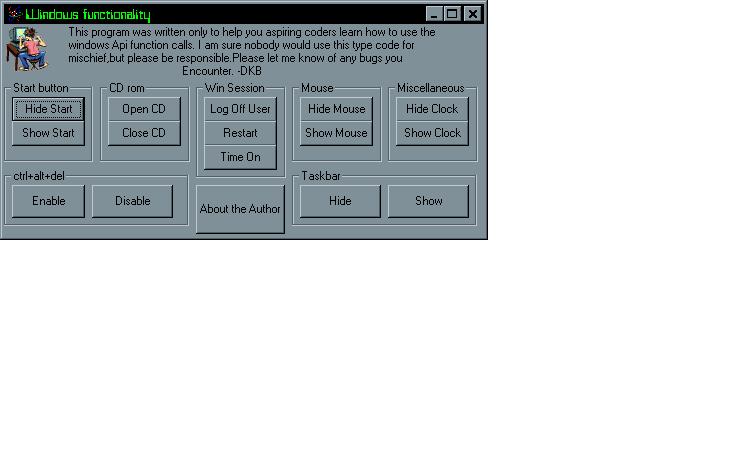 Windows functionality
This program was written only to help you aspiring coders learn how to use the
windows Api function calls. I am sure nobody would use this type code for
mischief,but please be responsible.Please let me know of any bugs you
Encounter. -DKB
Start button
CD rom
Win Session
Mouse
Miscellaneous
Hide Start
Open CD
Log Off User
Hide Mouse
Hide Clock
Show Start
Close CD
Restart
Show Mouse
Show Clock
Time On
ctrl+alt+del
Taskbar
Enable
Disable
About the Author
Hide
Show